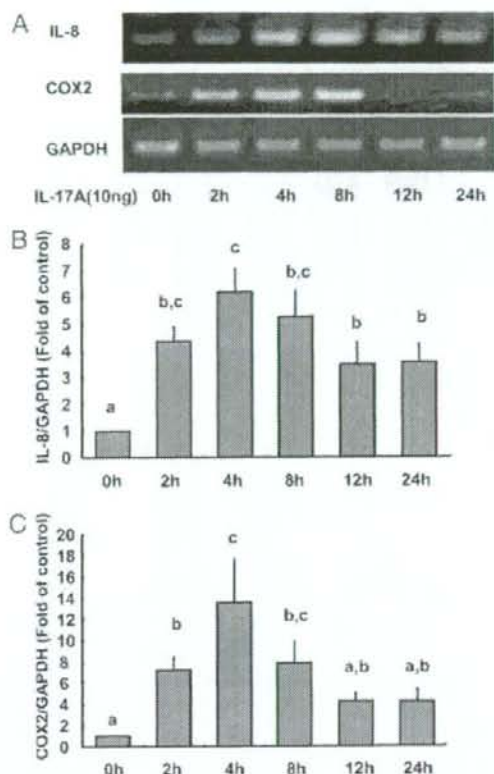 A
IL-8
COX2
GAPDH
IL-17A(10ng) 0h 2h 4h 8h 12h 24h
B
IL-8/GAPDH (Fold of control)
8
7
6
5
4
3
2
1
0
a
b,c
c
b,c
b
b
0h 2h 4h 8h 12h 24h
C
COX2/GAPDH (Fold of control)
20
18
16
14
12
10
8
6
4
2
0
a
b
c
b,c
a,b
a,b
0h 2h 4h 8h 12h 24h